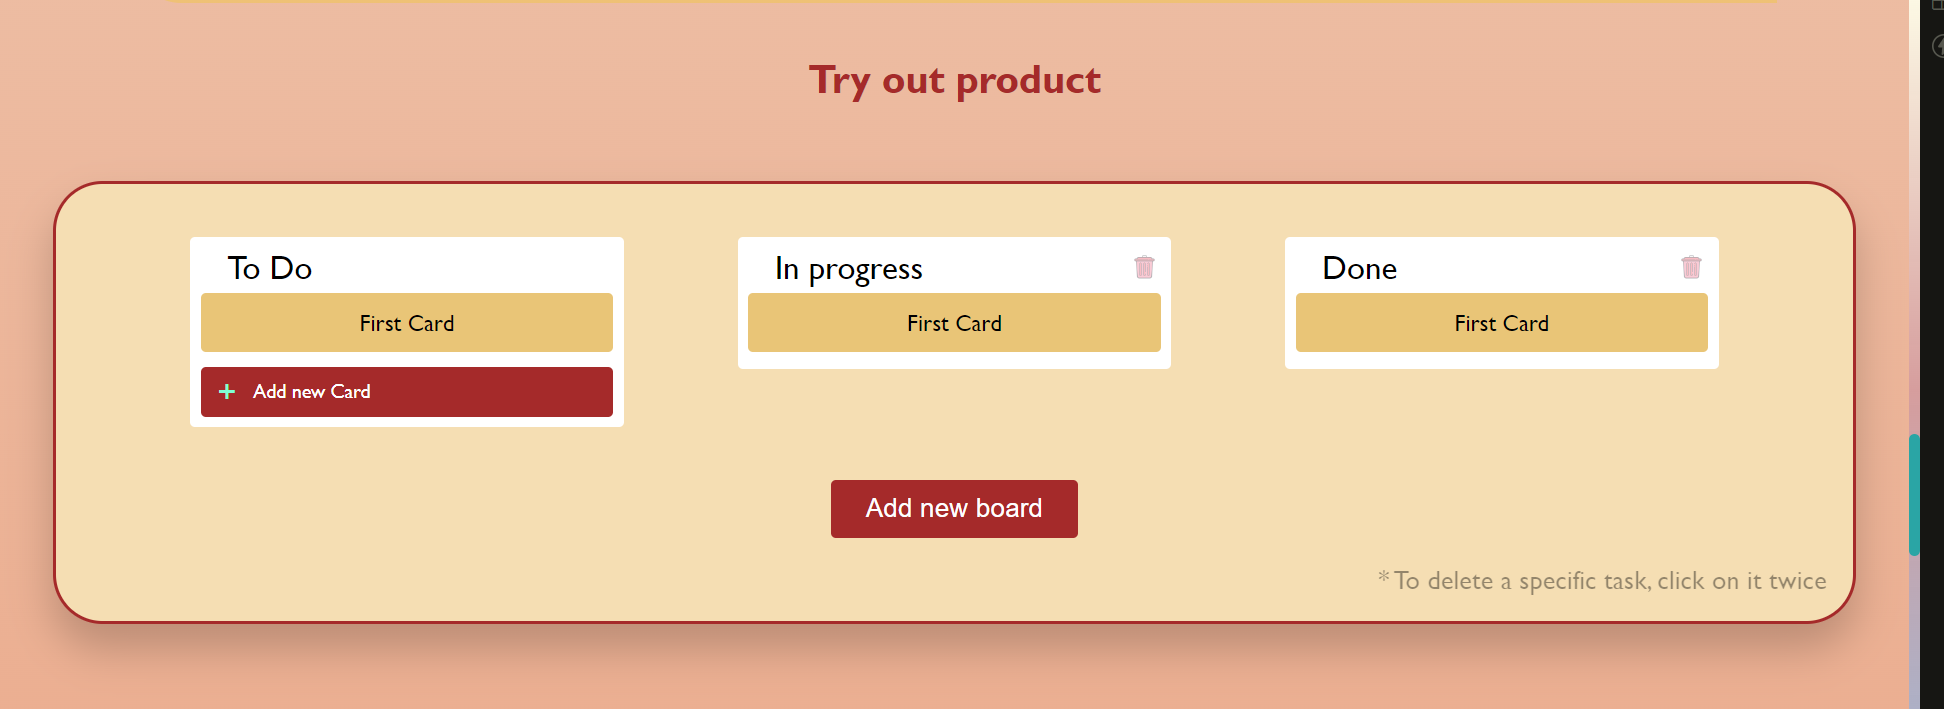 Try out product
To Do
First Card
+ Add new Card
In progress
First Card
Done
First Card
Add new board
* To delete a specific task, click on it twice